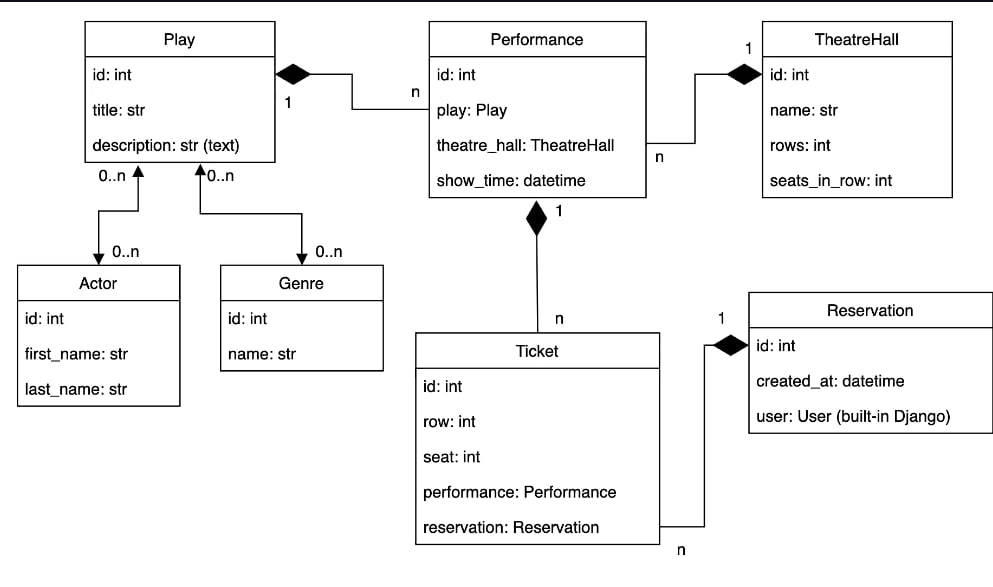 Play
id: int
title: str
description: str (text)
1
n
Performance
id: int
play: Play
theatre_hall: TheatreHall
show_time: datetime
1
n
TheatreHall
id: int
name: str
rows: int
seats_in_row: int
0..n
0..n
0..n
0..n
Actor
id: int
first_name: str
last_name: str
Genre
id: int
name: str
1
n
Ticket
id: int
row: int
seat: int
performance: Performance
reservation: Reservation
1
n
Reservation
id: int
created_at: datetime
user: User (built-in Django)